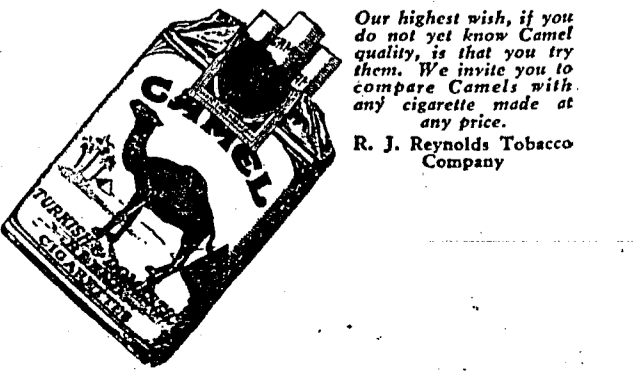 CAMEL
TURKISH & DOMESTIC
BLEND
CIGARETTES
Our highest wish, if you
do not yet know Camel
quality, is that you try
them. We invite you to
compare Camels with
any cigarette made at
any price.
R. J. Reynolds Tobacco
Company